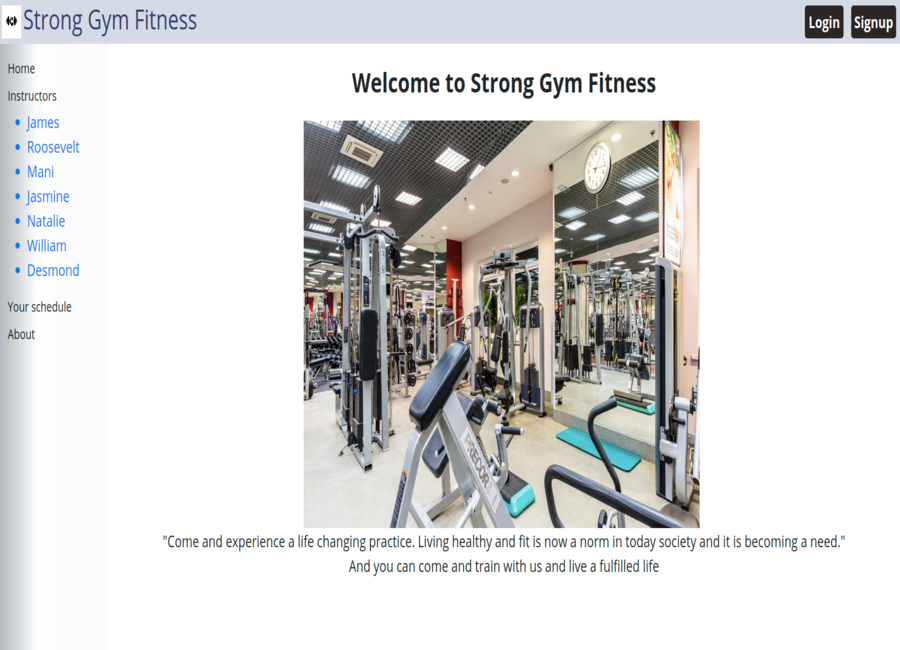 Strong Gym Fitness
Login Signup
Home
Instructors
James
Roosevelt
Mani
Jasmine
Natalie
William
Desmond
Your schedule
About
Welcome to Strong Gym Fitness
PRECOR
"Come and experience a life changing practice. Living healthy and fit is now a norm in today society and it is becoming a need."
And you can come and train with us and live a fulfilled life